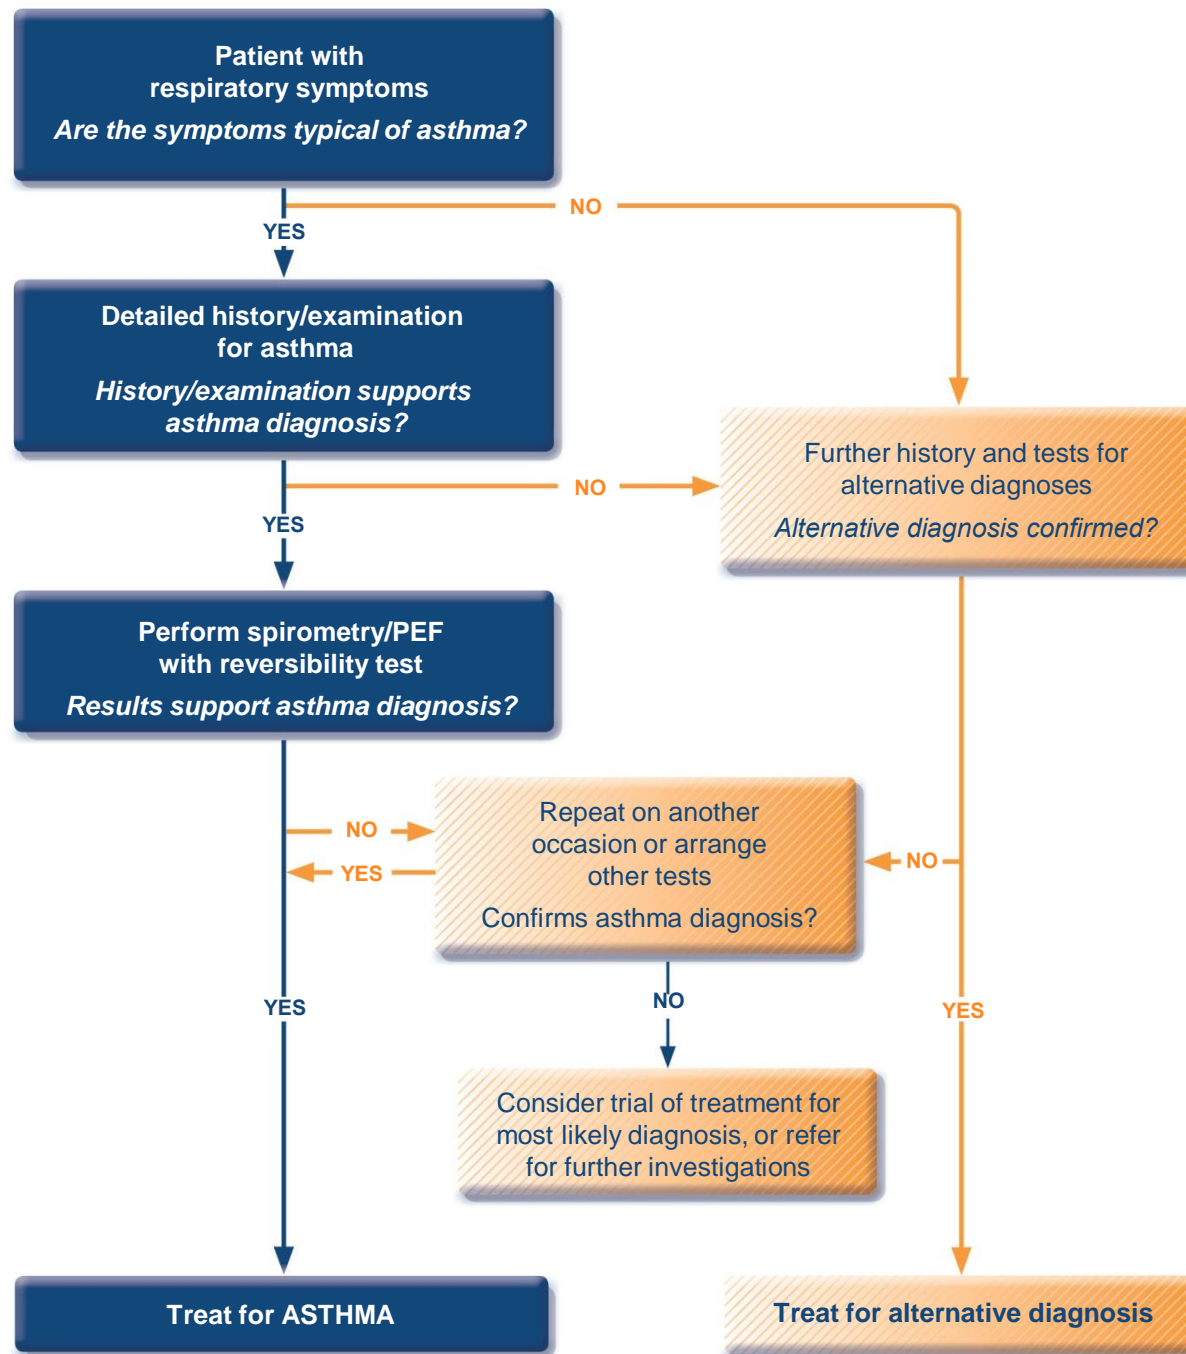 Patient with
respiratory symptoms
Are the symptoms typical of asthma?
NO
YES
Detailed history/examination
for asthma
History/examination supports
asthma diagnosis?
Further history and tests for
alternative diagnoses
Alternative diagnosis confirmed?
NO
YES
Perform spirometry/PEF
with reversibility test
Results support asthma diagnosis?
Repeat on another
occasion or arrange
other tests
Confirms asthma diagnosis?
NO
YES
NO
YES
NO
YES
Consider trial of treatment for
most likely diagnosis, or refer
for further investigations
Treat for ASTHMA
Treat for alternative diagnosis